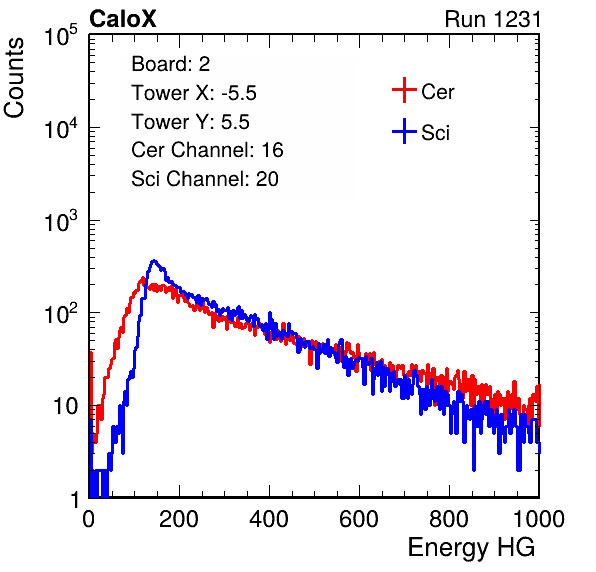 CaloX Run 1231
Counts
10^5
10^4
10^3
10^2
10
1
Board: 2
Tower X: -5.5
Tower Y: 5.5
Cer Channel: 16
Sci Channel: 20
Cer
Sci
0 200 400 600 800 1000
Energy HG